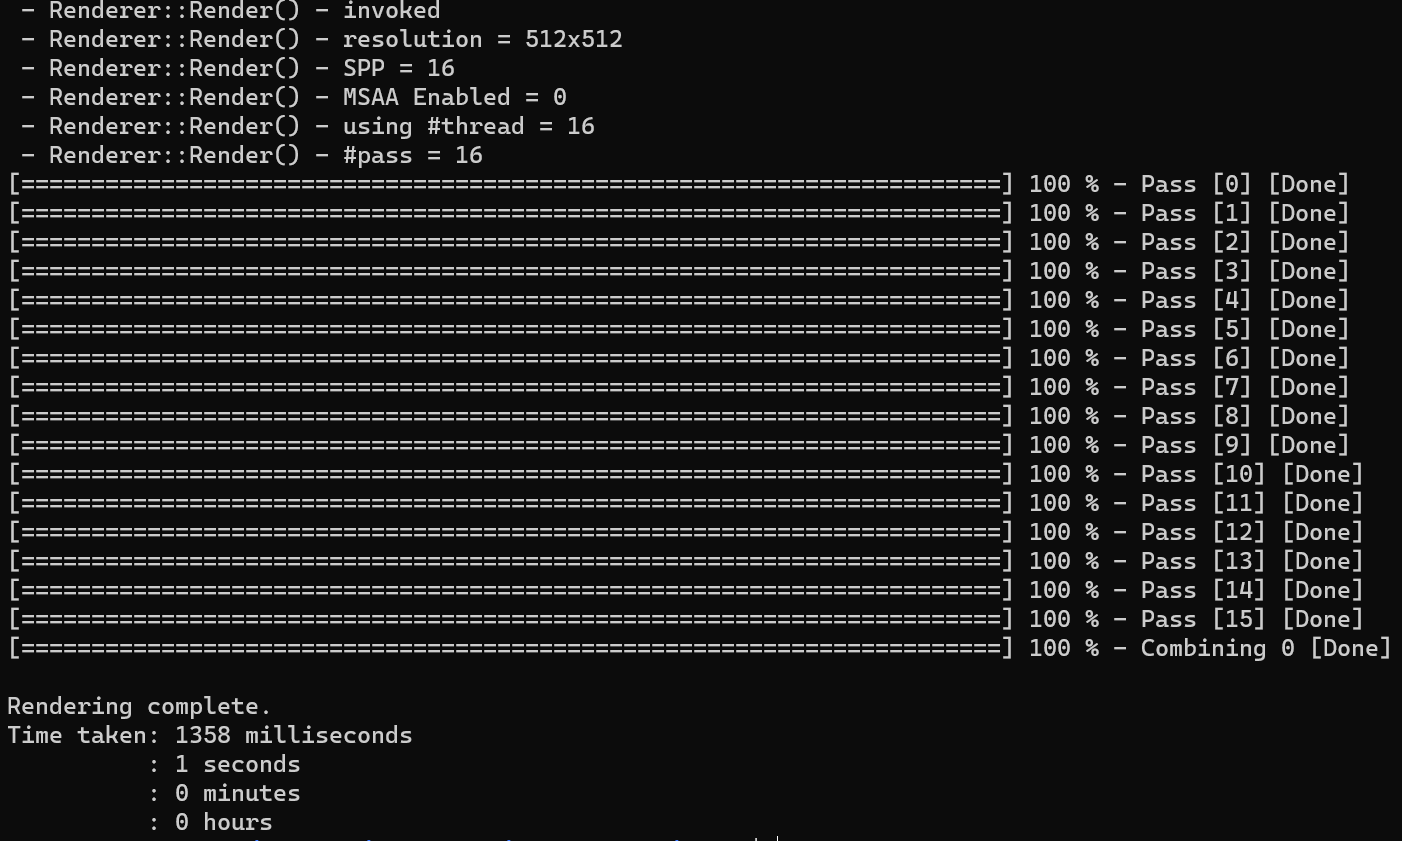 - Renderer::Render() - invoked
- Renderer::Render() - resolution = 512x512
- Renderer::Render() - SPP = 16
- Renderer::Render() - MSAA Enabled = 0
- Renderer::Render() - using #thread = 16
- Renderer::Render() - #pass = 16
[======================================================================] 100 % - Pass [0] [Done]
[======================================================================] 100 % - Pass [1] [Done]
[======================================================================] 100 % - Pass [2] [Done]
[======================================================================] 100 % - Pass [3] [Done]
[======================================================================] 100 % - Pass [4] [Done]
[======================================================================] 100 % - Pass [5] [Done]
[======================================================================] 100 % - Pass [6] [Done]
[======================================================================] 100 % - Pass [7] [Done]
[======================================================================] 100 % - Pass [8] [Done]
[======================================================================] 100 % - Pass [9] [Done]
[======================================================================] 100 % - Pass [10] [Done]
[======================================================================] 100 % - Pass [11] [Done]
[======================================================================] 100 % - Pass [12] [Done]
[======================================================================] 100 % - Pass [13] [Done]
[======================================================================] 100 % - Pass [14] [Done]
[======================================================================] 100 % - Pass [15] [Done]
[======================================================================] 100 % - Combining 0 [Done]
Rendering complete.
Time taken: 1358 milliseconds
: 1 seconds
: 0 minutes
: 0 hours